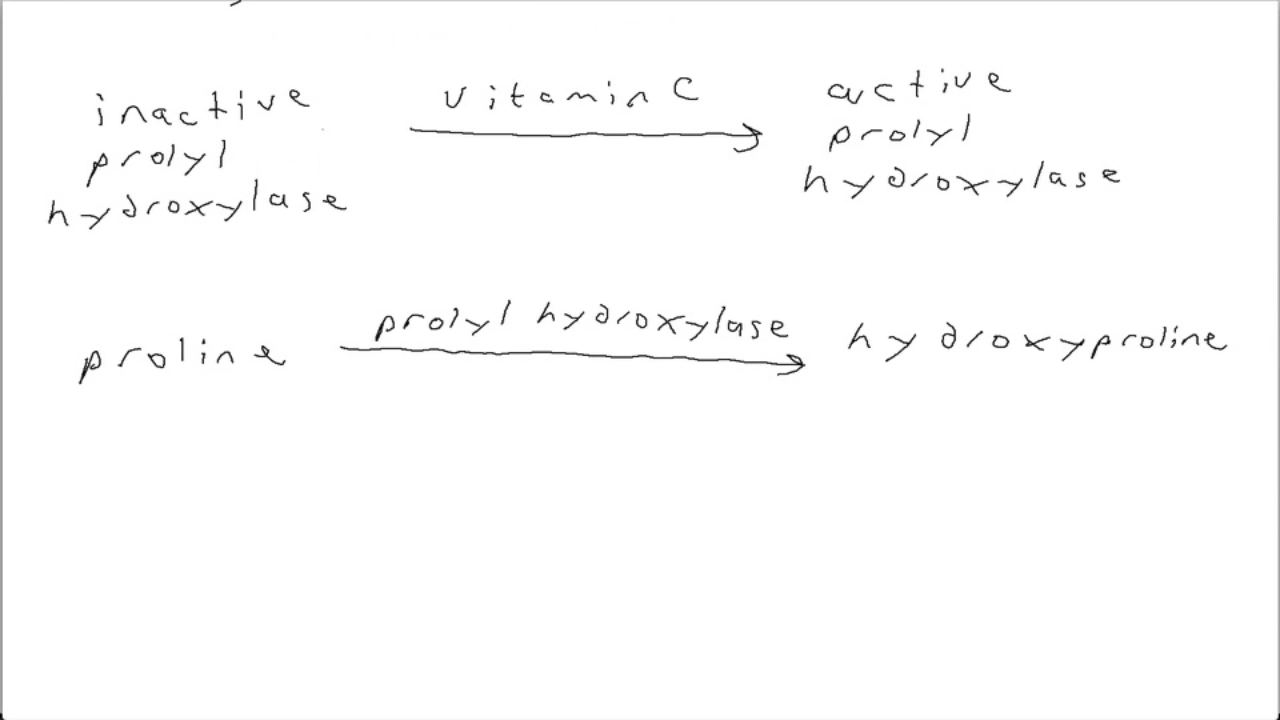 inactive
prolyl
hydroxylase
vitamin C
active
prolyl
hydroxylase
proline
prolyl hydroxylase
hydroxyproline